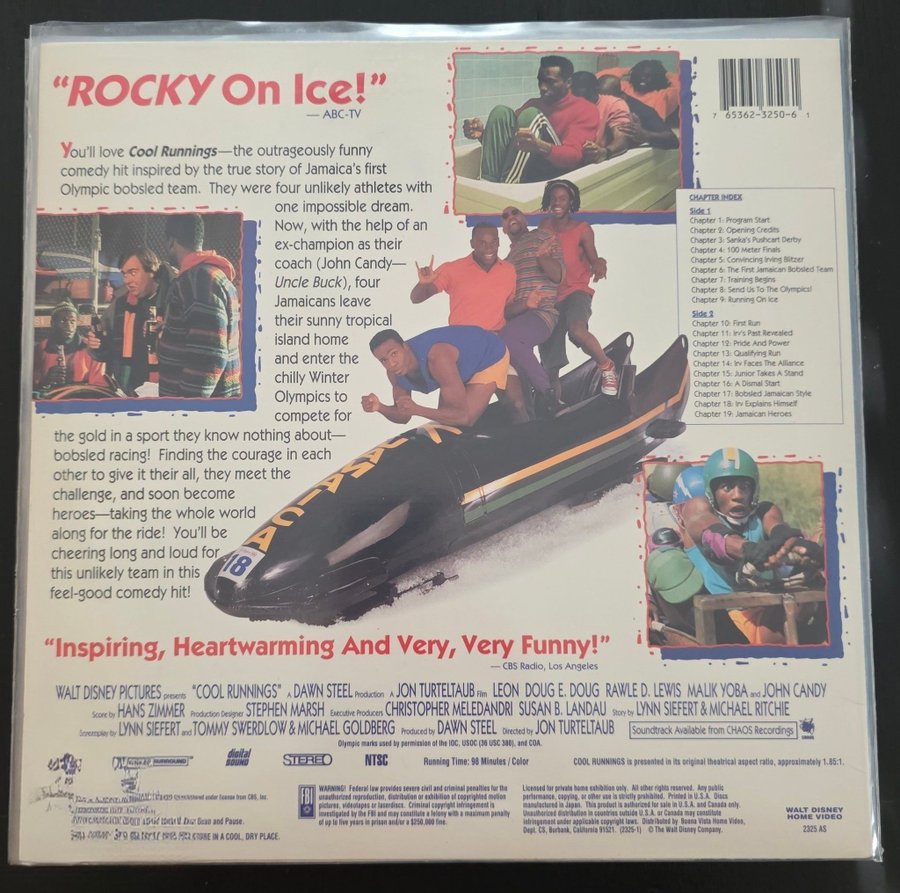 “ROCKY On Ice!”
— ABC-TV
You'll love Cool Runnings—the outrageously funny
comedy hit inspired by the true story of Jamaica's first
Olympic bobsled team. They were four unlikely athletes with
one impossible dream.
Now, with the help of an
ex-champion as their
coach (John Candy—
Uncle Buck), four
Jamaicans leave
their sunny tropical
island home
and enter the
chilly Winter
Olympics to
compete for
the gold in a sport they know nothing about—
bobsled racing! Finding the courage in each
other to give it their all, they meet the
challenge, and soon become
heroes—taking the whole world
along for the ride! You'll be
cheering long and loud for
this unlikely team in this
feel-good comedy hit!
7 65362-3250-6 1
CHAPTER INDEX
Side 1
Chapter 1: Program Start
Chapter 2: Opening Credits
Chapter 3: Sanka's Pushcart Derby
Chapter 4: 100 Meter Finals
Chapter 5: Convincing Irving Blitzer
Chapter 6: The First Jamaican Bobsled Team
Chapter 7: Training Begins
Chapter 8: Send Us To The Olympics!
Chapter 9: Running On Ice
Side 2
Chapter 10: First Run
Chapter 11: Irv's Past Revealed
Chapter 12: Pride And Power
Chapter 13: Qualifying Run
Chapter 14: Irv Faces The Alliance
Chapter 15: Junior Takes A Stand
Chapter 16: A Dismal Start
Chapter 17: Bobsled Jamaican Style
Chapter 18: Irv Explains Himself
Chapter 19: Jamaican Heroes
JAMAICA
18
“Inspiring, Heartwarming And Very, Very Funny!”
— CBS Radio, Los Angeles
WALT DISNEY PICTURES presents “COOL RUNNINGS” A DAWN STEEL Production A JON TURTELTAUB Film LEON DOUG E. DOUG RAWLE D. LEWIS MALIK YOBA and JOHN CANDY
Score by HANS ZIMMER Production Designer STEPHEN MARSH Executive Producers CHRISTOPHER MELEDANDRI SUSAN B. LANDAU Story by LYNN SIEFERT & MICHAEL RITCHIE
Screenplay by LYNN SIEFERT and TOMMY SWERDLOW & MICHAEL GOLDBERG Produced by DAWN STEEL Directed by JON TURTELTAUB
Soundtrack Available from CHAOS Recordings
Olympic marks used by permission of the IOC, USOC (36 USC 380), and COA.
SURROUND
digital SOUND
STEREO
NTSC
Running Time: 98 Minutes / Color
COOL RUNNINGS is presented in its original theatrical aspect ratio, approximately 1.85:1.
registered under license from CBS, Inc.
Scan and Pause.
STORE IN A COOL, DRY PLACE.
FBI
WARNING! Federal law provides severe civil and criminal penalties for the
unauthorized reproduction, distribution or exhibition of copyrighted motion
pictures, videotapes or laserdiscs. Criminal copyright infringement is
investigated by the FBI and may constitute a felony with a maximum penalty
of up to five years in prison and/or a $250,000 fine.
Licensed for private home exhibition only. All other rights reserved. Any public
performance, copying, or other use is strictly prohibited. Printed in U.S.A. Discs
manufactured in Japan. This product is authorized for sale in U.S.A. and Canada only.
Unauthorized distribution in countries outside U.S.A. or Canada may constitute
infringement under applicable copyright laws. Distributed by Buena Vista Home Video,
Dept. CS, Burbank, California 91521. (2325-1) © The Walt Disney Company.
WALT DISNEY
HOME VIDEO
2325 AS